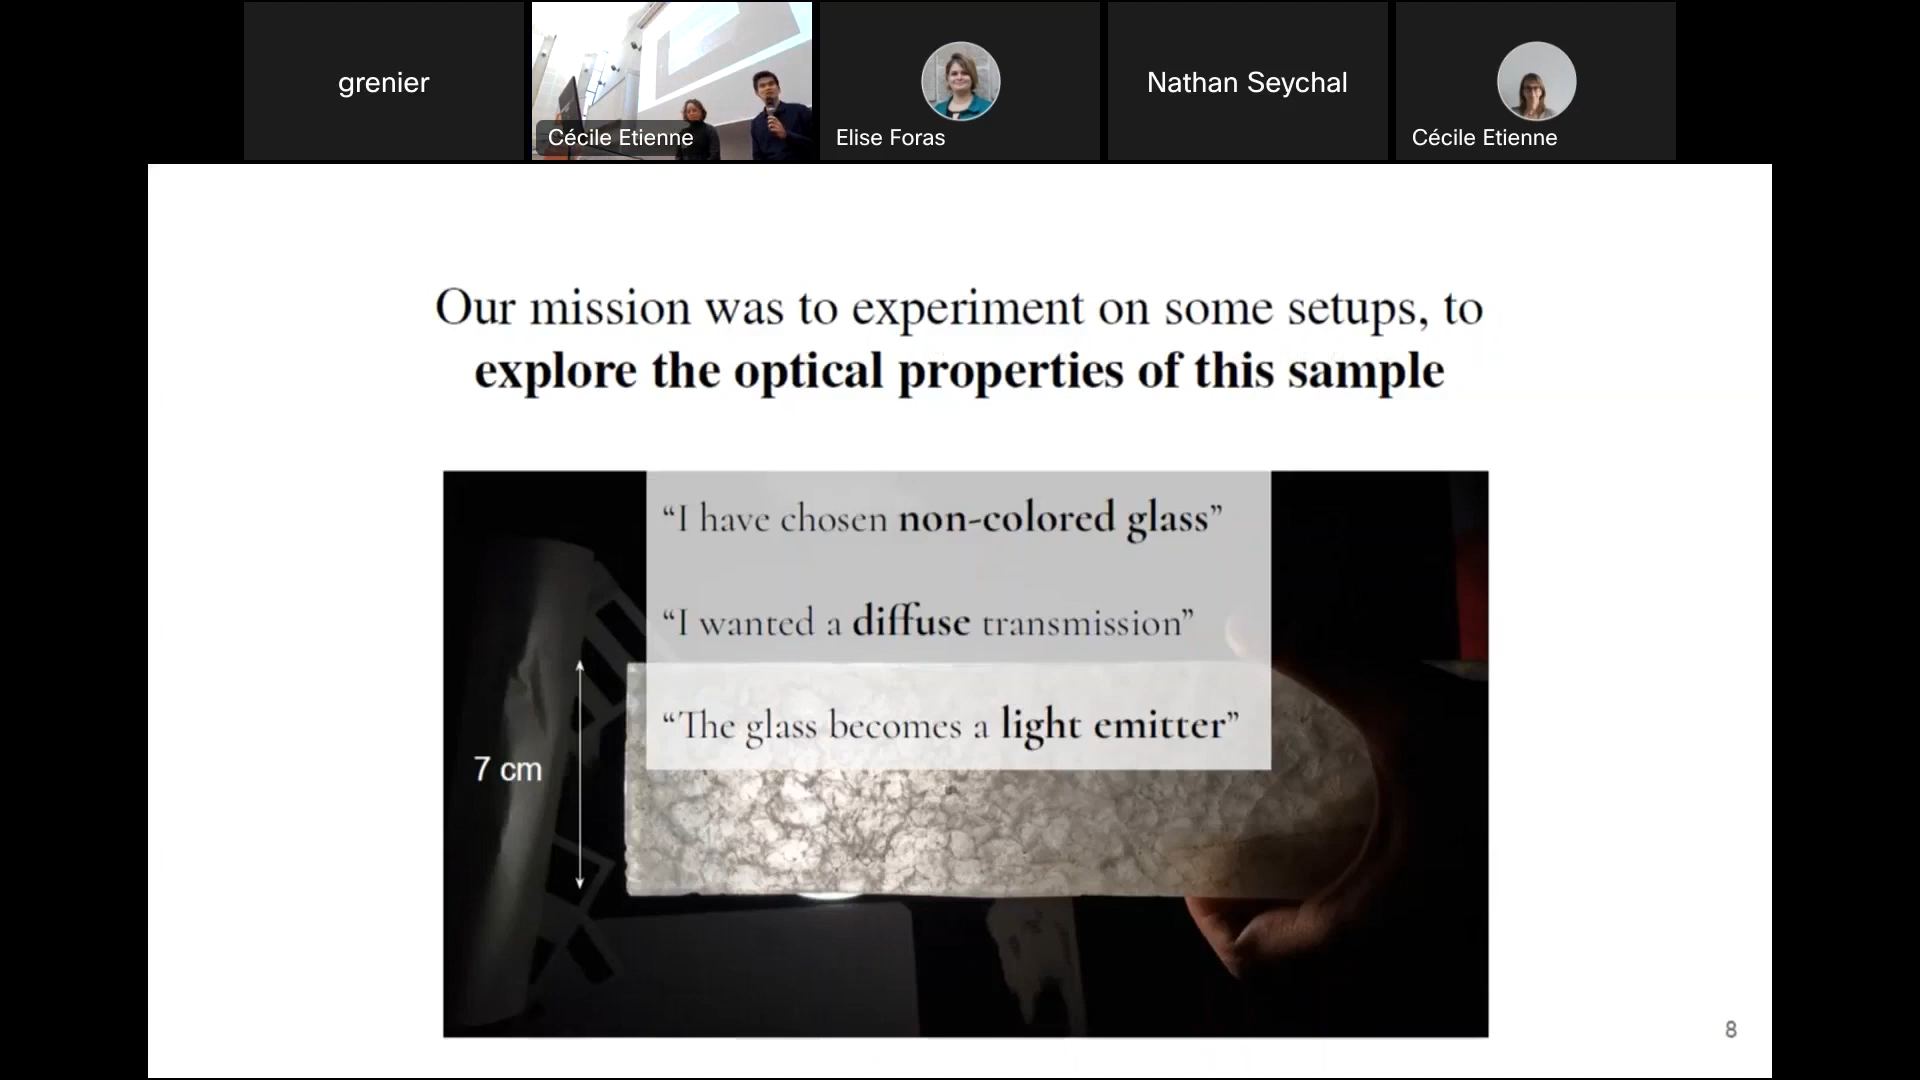 grenier
Cécile Etienne
Elise Foras
Nathan Seychal
Cécile Etienne
Our mission was to experiment on some setups, to
explore the optical properties of this sample
“I have chosen non-colored glass”
“I wanted a diffuse transmission”
“The glass becomes a light emitter”
7 cm
8